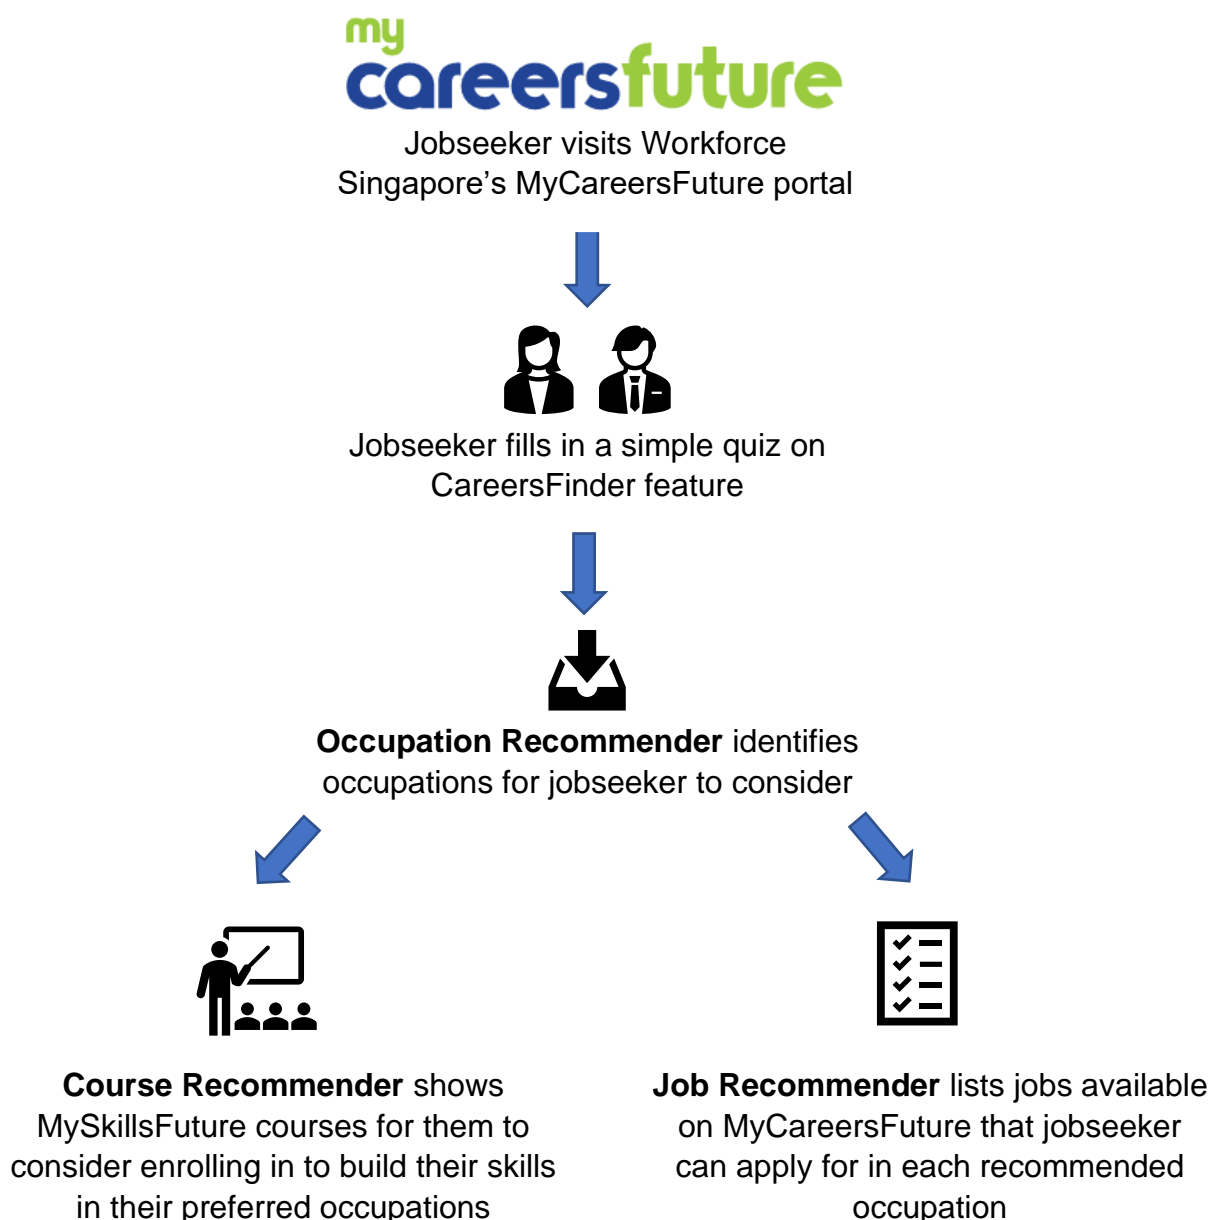 my
careersfuture
Jobseeker visits Workforce
Singapore’s MyCareersFuture portal
Jobseeker fills in a simple quiz on
CareersFinder feature
Occupation Recommender identifies
occupations for jobseeker to consider
Course Recommender shows
MySkillsFuture courses for them to
consider enrolling in to build their skills
in their preferred occupations
Job Recommender lists jobs available
on MyCareersFuture that jobseeker
can apply for in each recommended
occupation